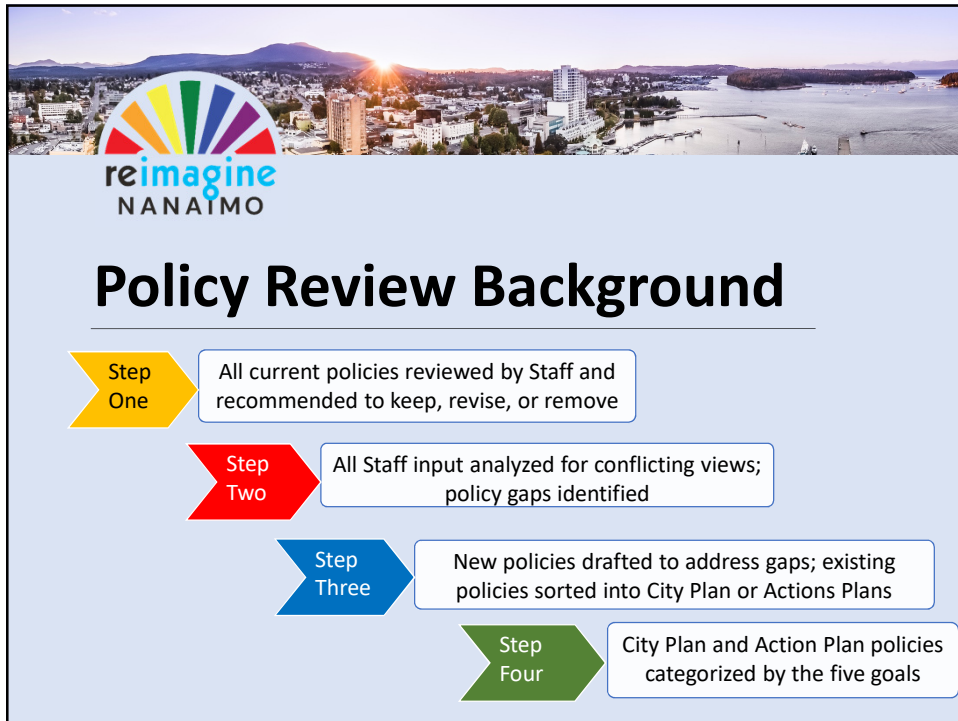 reimagine
NANAIMO
Policy Review Background
Step
One
All current policies reviewed by Staff and
recommended to keep, revise, or remove
Step
Two
All Staff input analyzed for conflicting views;
policy gaps identified
Step
Three
New policies drafted to address gaps; existing
policies sorted into City Plan or Actions Plans
Step
Four
City Plan and Action Plan policies
categorized by the five goals